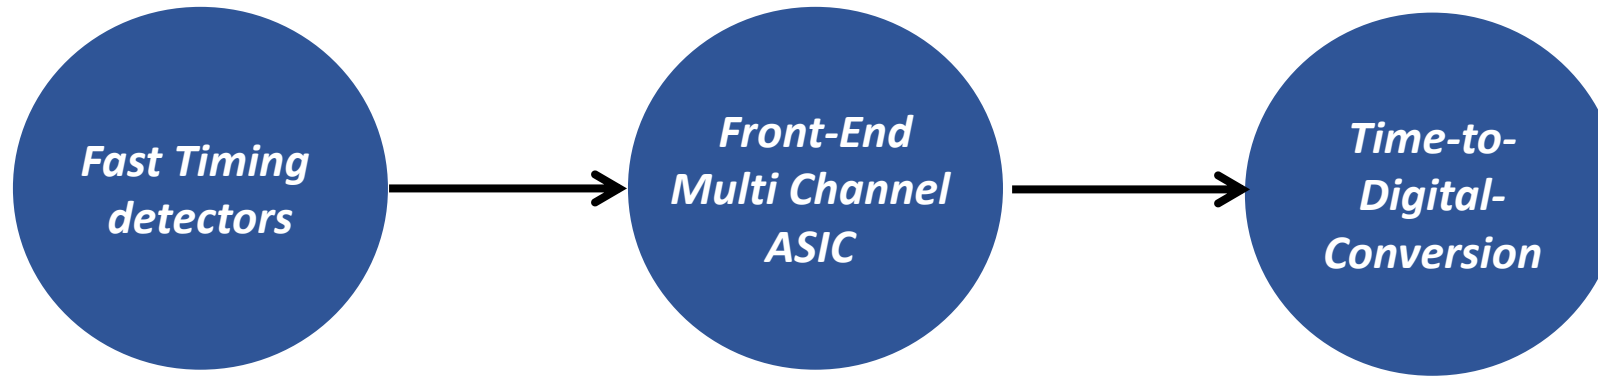 Fast Timing
detectors
Front-End
Multi Channel
ASIC
Time-to-
Digital-
Conversion